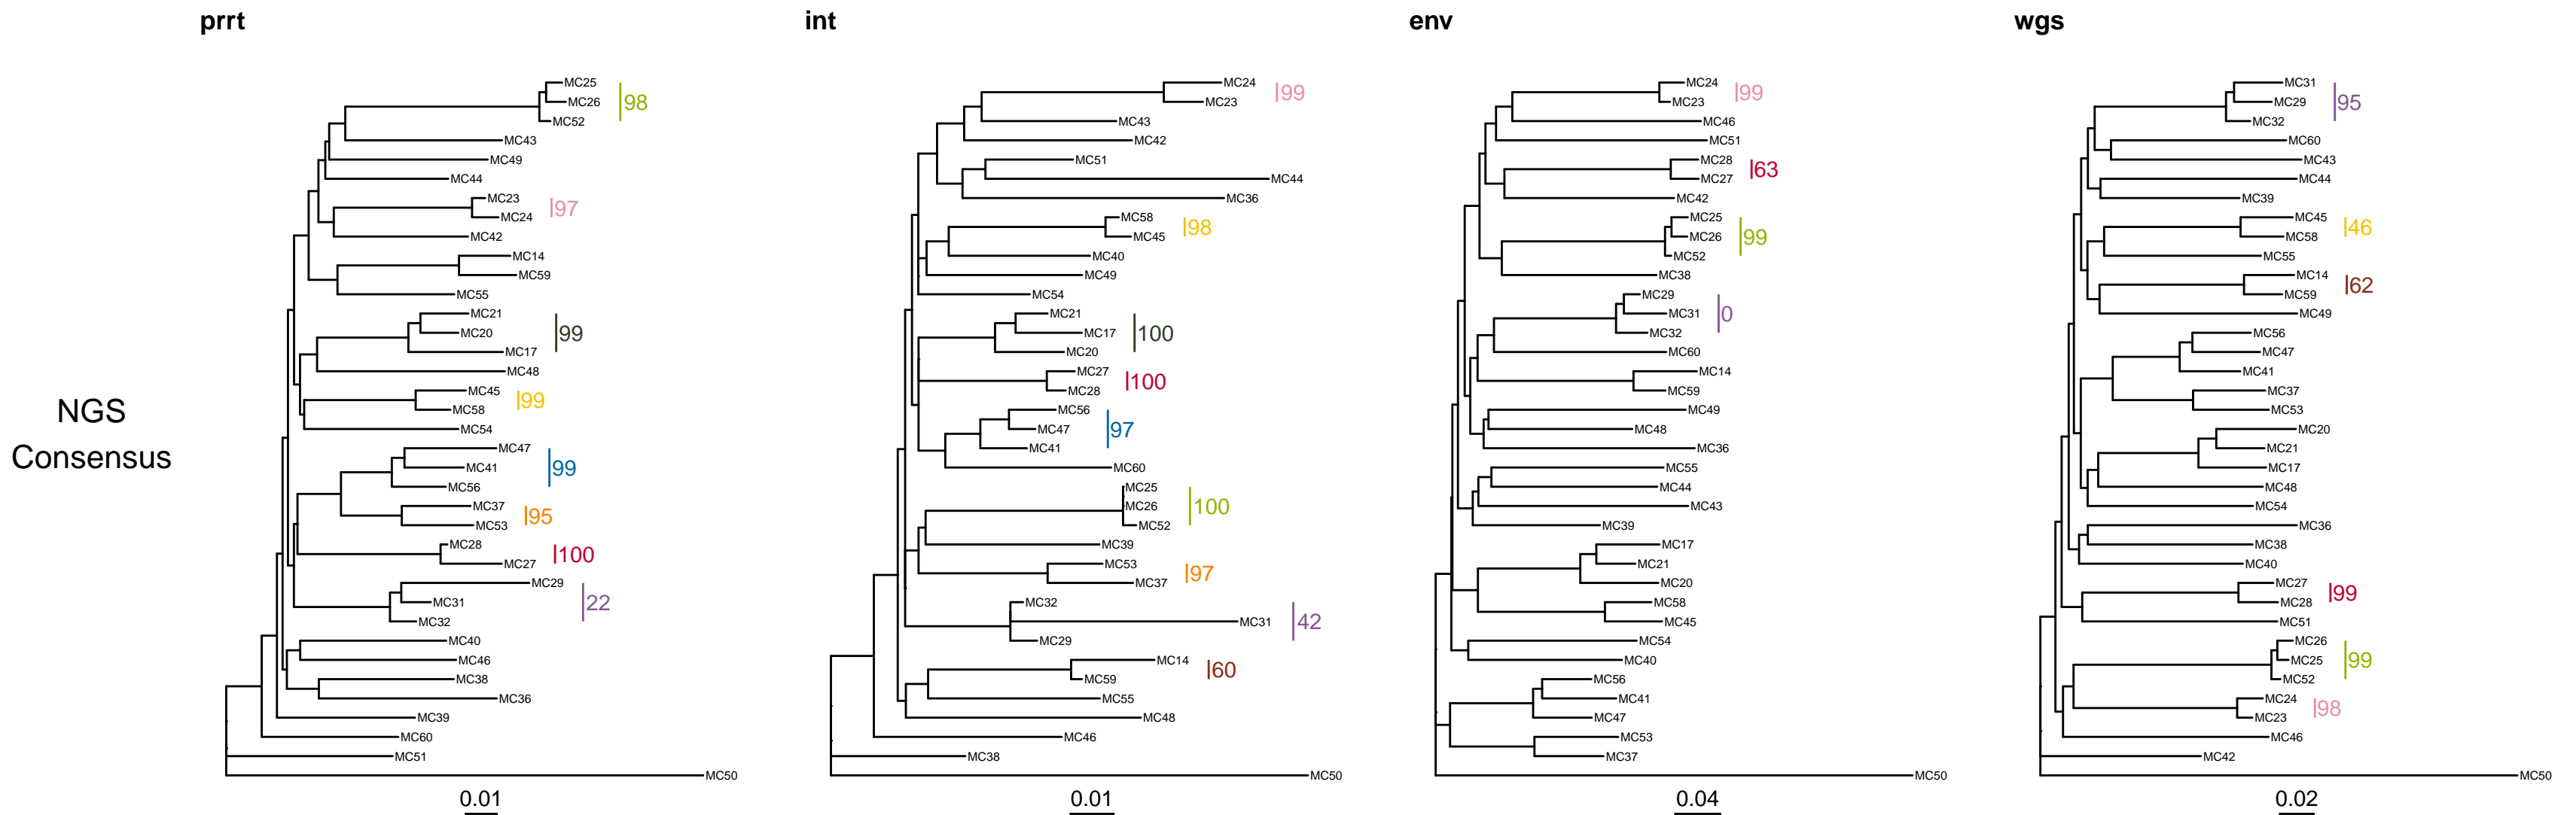 prrt
int
env
wgs
NGS
Consensus
MC25
MC26
MC52
MC43
MC49
MC44
MC23
MC24
MC42
MC14
MC59
MC55
MC21
MC20
MC17
MC48
MC45
MC58
MC54
MC47
MC41
MC56
MC37
MC53
MC28
MC27
MC29
MC31
MC32
MC40
MC46
MC38
MC36
MC39
MC60
MC51
MC50
98
97
99
99
99
95
100
22
0.01
MC24
MC23
MC43
MC42
MC51
MC44
MC36
MC58
MC45
MC40
MC49
MC54
MC21
MC17
MC20
MC27
MC28
MC56
MC47
MC41
MC60
MC25
MC26
MC52
MC39
MC53
MC37
MC32
MC31
MC29
MC14
MC59
MC55
MC48
MC46
MC38
MC50
99
98
100
100
97
100
97
42
60
0.01
MC24
MC23
MC46
MC51
MC28
MC27
MC42
MC25
MC26
MC52
MC38
MC29
MC31
MC32
MC60
MC14
MC59
MC49
MC48
MC36
MC55
MC44
MC43
MC39
MC17
MC21
MC20
MC58
MC45
MC54
MC40
MC56
MC41
MC47
MC53
MC37
MC50
99
63
99
0
0.04
MC31
MC29
MC32
MC60
MC43
MC44
MC39
MC45
MC58
MC55
MC14
MC59
MC49
MC56
MC47
MC41
MC37
MC53
MC20
MC21
MC17
MC48
MC54
MC36
MC38
MC40
MC27
MC28
MC51
MC26
MC25
MC52
MC24
MC23
MC46
MC42
MC50
95
46
62
99
99
98
0.02